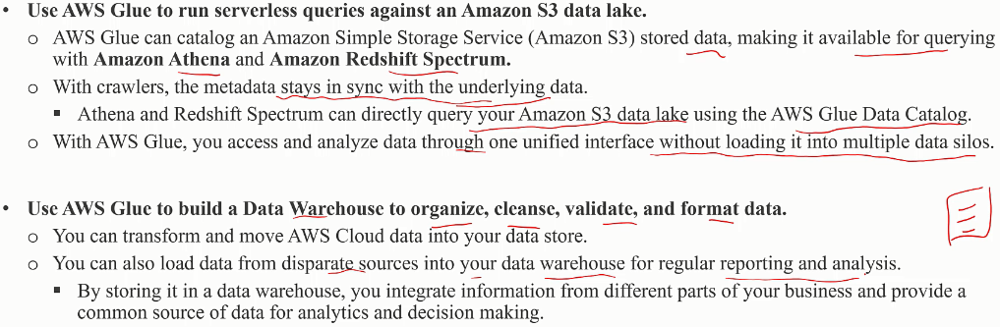 • Use AWS Glue to run serverless queries against an Amazon S3 data lake.
o AWS Glue can catalog an Amazon Simple Storage Service (Amazon S3) stored data, making it available for querying
with Amazon Athena and Amazon Redshift Spectrum.
o With crawlers, the metadata stays in sync with the underlying data.
▪ Athena and Redshift Spectrum can directly query your Amazon S3 data lake using the AWS Glue Data Catalog.
o With AWS Glue, you access and analyze data through one unified interface without loading it into multiple data silos.
• Use AWS Glue to build a Data Warehouse to organize, cleanse, validate, and format data.
o You can transform and move AWS Cloud data into your data store.
o You can also load data from disparate sources into your data warehouse for regular reporting and analysis.
▪ By storing it in a data warehouse, you integrate information from different parts of your business and provide a
common source of data for analytics and decision making.